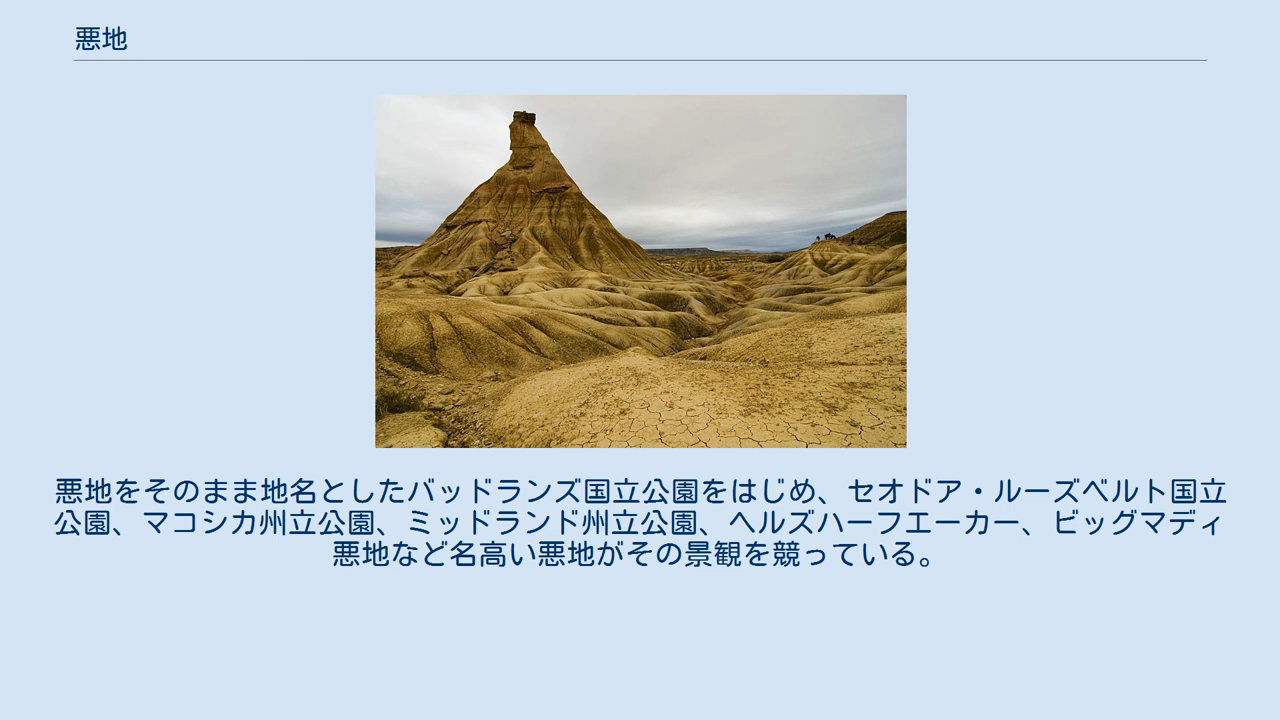 悪地
悪地をそのまま地名としたバッドランズ国立公園をはじめ、セオドア・ルーズベルト国立
公園、マコシカ州立公園、ミッドランド州立公園、ヘルズハーフエーカー、ビッグマディ
悪地など名高い悪地がその景観を競っている。